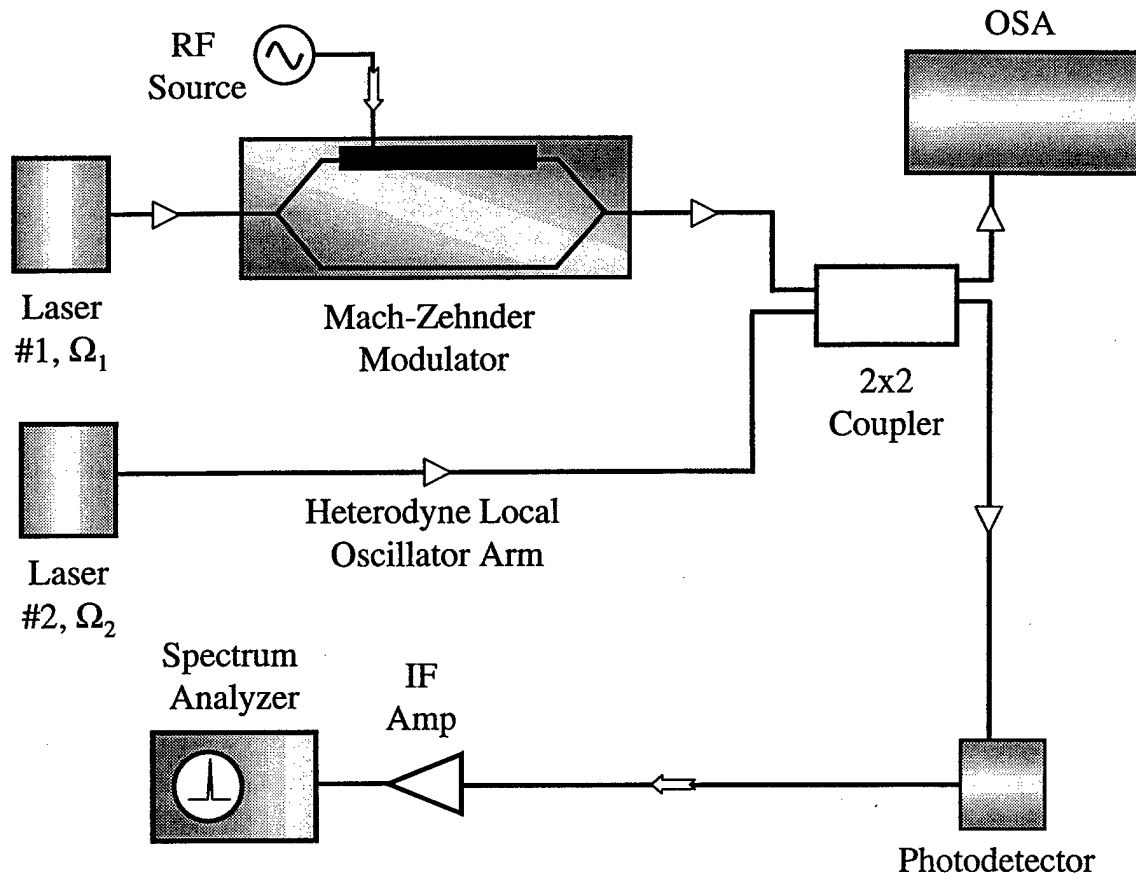 OSA
RF
Source
Laser
#1, Ω₁
Mach-Zehnder
Modulator
2x2
Coupler
Heterodyne Local
Oscillator Arm
Laser
#2, Ω₂
Spectrum
Analyzer
IF
Amp
Photodetector